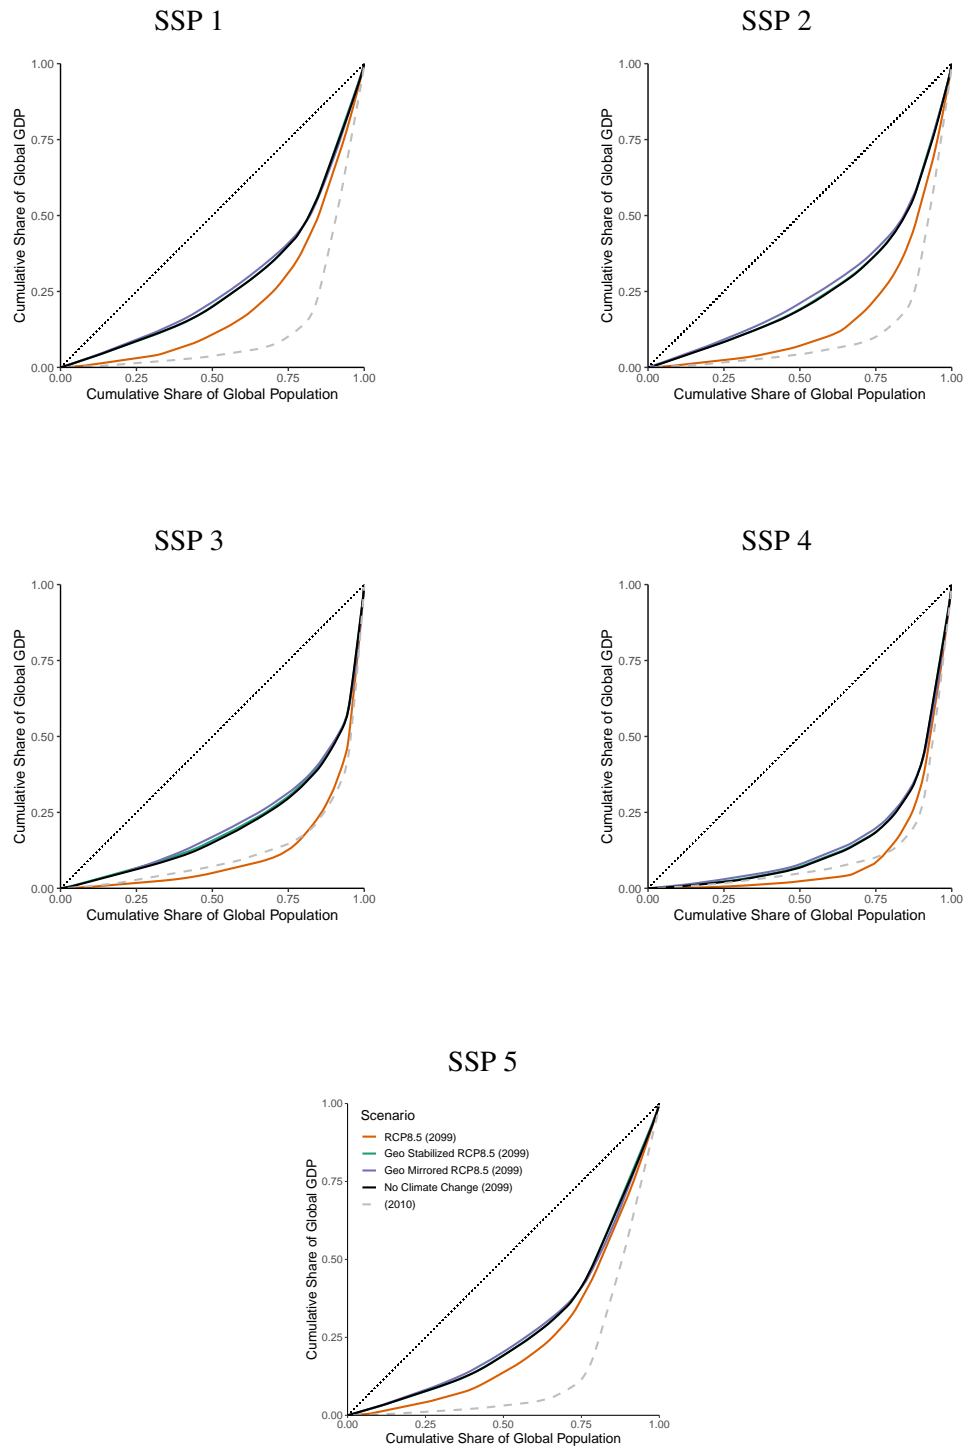 SSP 1
SSP 2
1.00
0.75
0.50
0.25
0.00
Cumulative Share of Global GDP
0.00 0.25 0.50 0.75 1.00
Cumulative Share of Global Population
1.00
0.75
0.50
0.25
0.00
Cumulative Share of Global GDP
0.00 0.25 0.50 0.75 1.00
Cumulative Share of Global Population
SSP 3
SSP 4
1.00
0.75
0.50
0.25
0.00
Cumulative Share of Global GDP
0.00 0.25 0.50 0.75 1.00
Cumulative Share of Global Population
1.00
0.75
0.50
0.25
0.00
Cumulative Share of Global GDP
0.00 0.25 0.50 0.75 1.00
Cumulative Share of Global Population
SSP 5
1.00
0.75
0.50
0.25
0.00
Cumulative Share of Global GDP
Scenario
RCP8.5 (2099)
Geo Stabilized RCP8.5 (2099)
Geo Mirrored RCP8.5 (2099)
No Climate Change (2099)
(2010)
0.00 0.25 0.50 0.75 1.00
Cumulative Share of Global Population